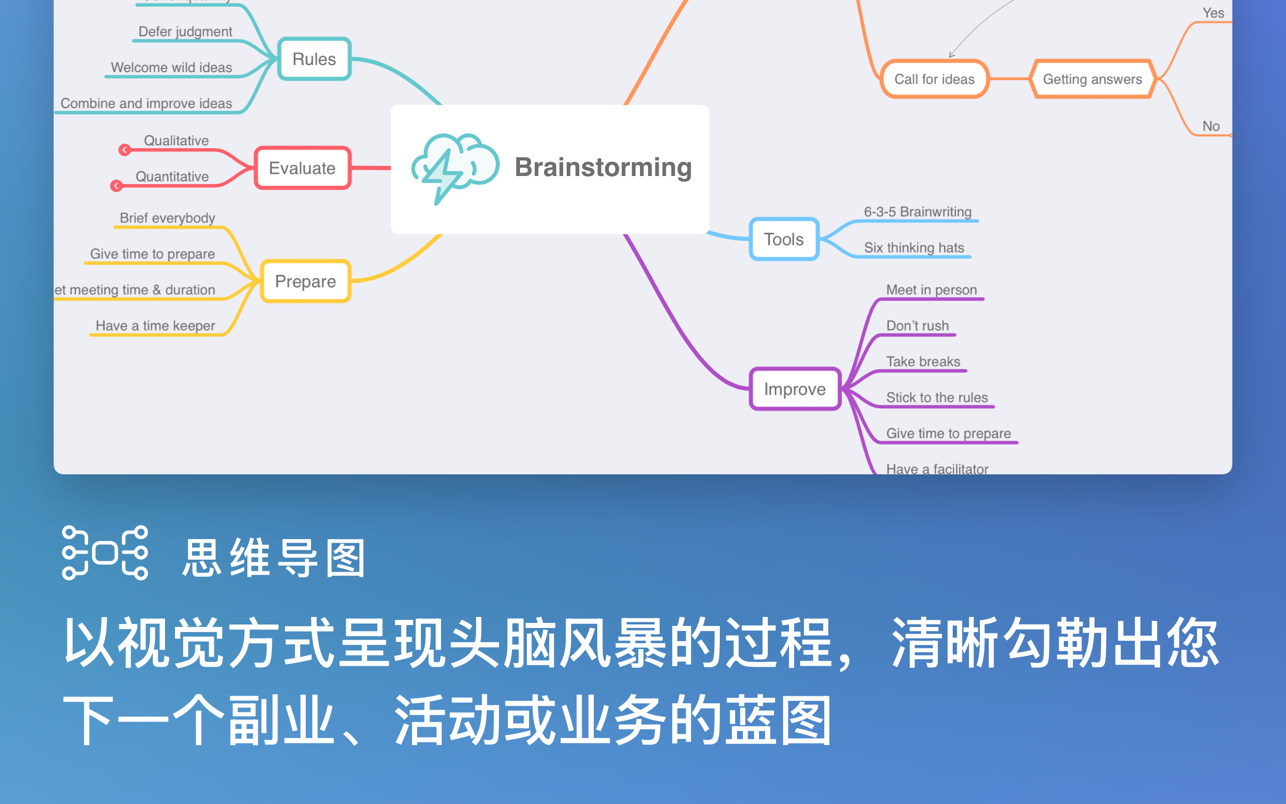 Defer judgment
Welcome wild ideas
Combine and improve ideas
Rules
Qualitative
Quantitative
Evaluate
Brief everybody
Give time to prepare
et meeting time & duration
Have a time keeper
Prepare
Brainstorming
Call for ideas
Getting answers
Yes
No
Tools
6-3-5 Brainwriting
Six thinking hats
Improve
Meet in person
Don’t rush
Take breaks
Stick to the rules
Give time to prepare
Have a facilitator
思维导图
以视觉方式呈现头脑风暴的过程，清晰勾勒出您
下一个副业、活动或业务的蓝图